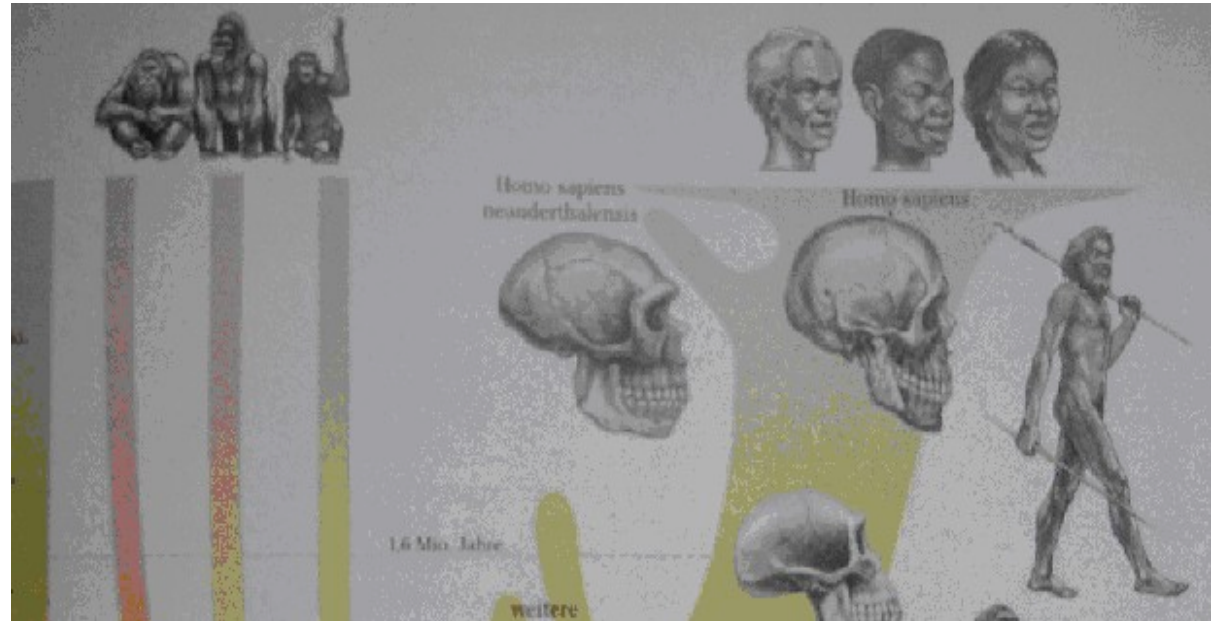 Homo sapiens
neanderthalensis
Homo sapiens
1,6 Mio. Jahre
weitere